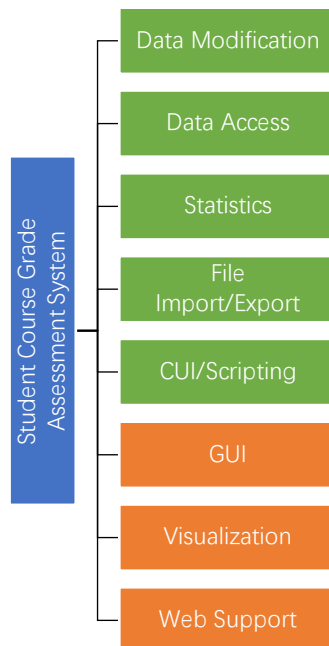 Student Course Grade
Assessment System
Data Modification
Data Access
Statistics
File
Import/Export
CUI/Scripting
GUI
Visualization
Web Support